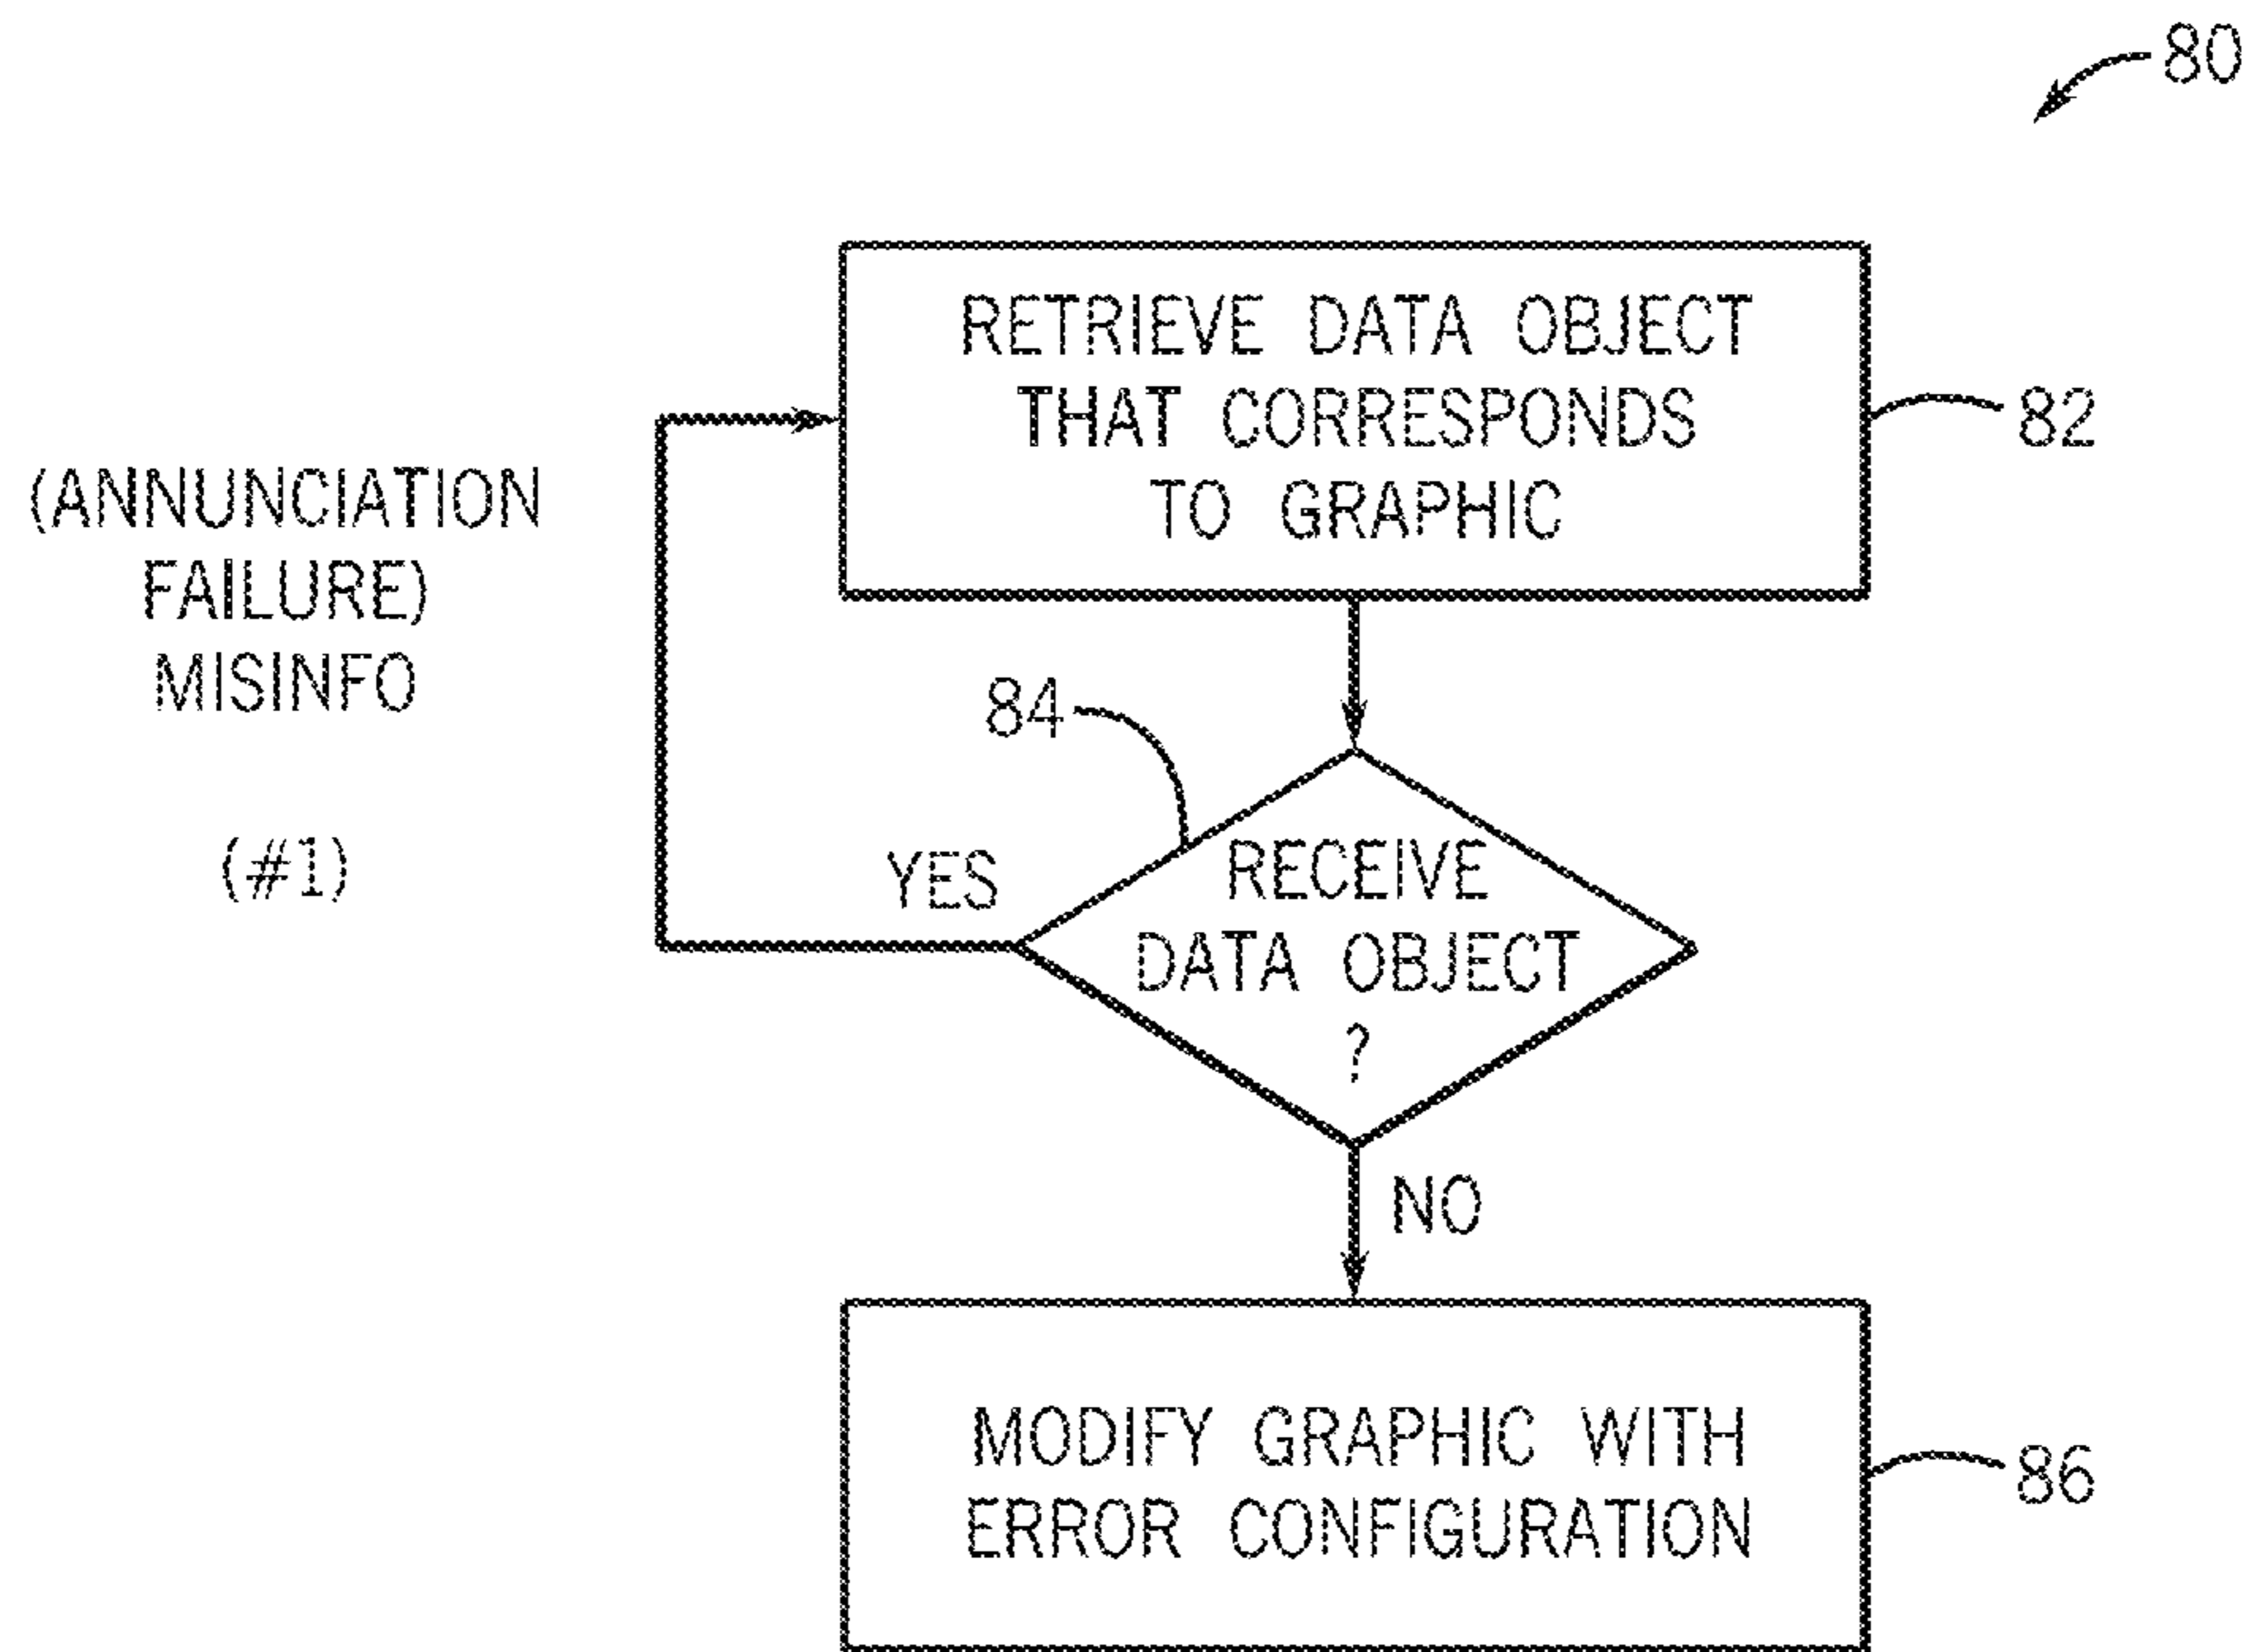 80
RETRIEVE DATA OBJECT
THAT CORRESPONDS
TO GRAPHIC
82
(ANNUNCIATION
FAILURE)
MISINFO
(#1)
84
YES
RECEIVE
DATA OBJECT
?
NO
MODIFY GRAPHIC WITH
ERROR CONFIGURATION
86